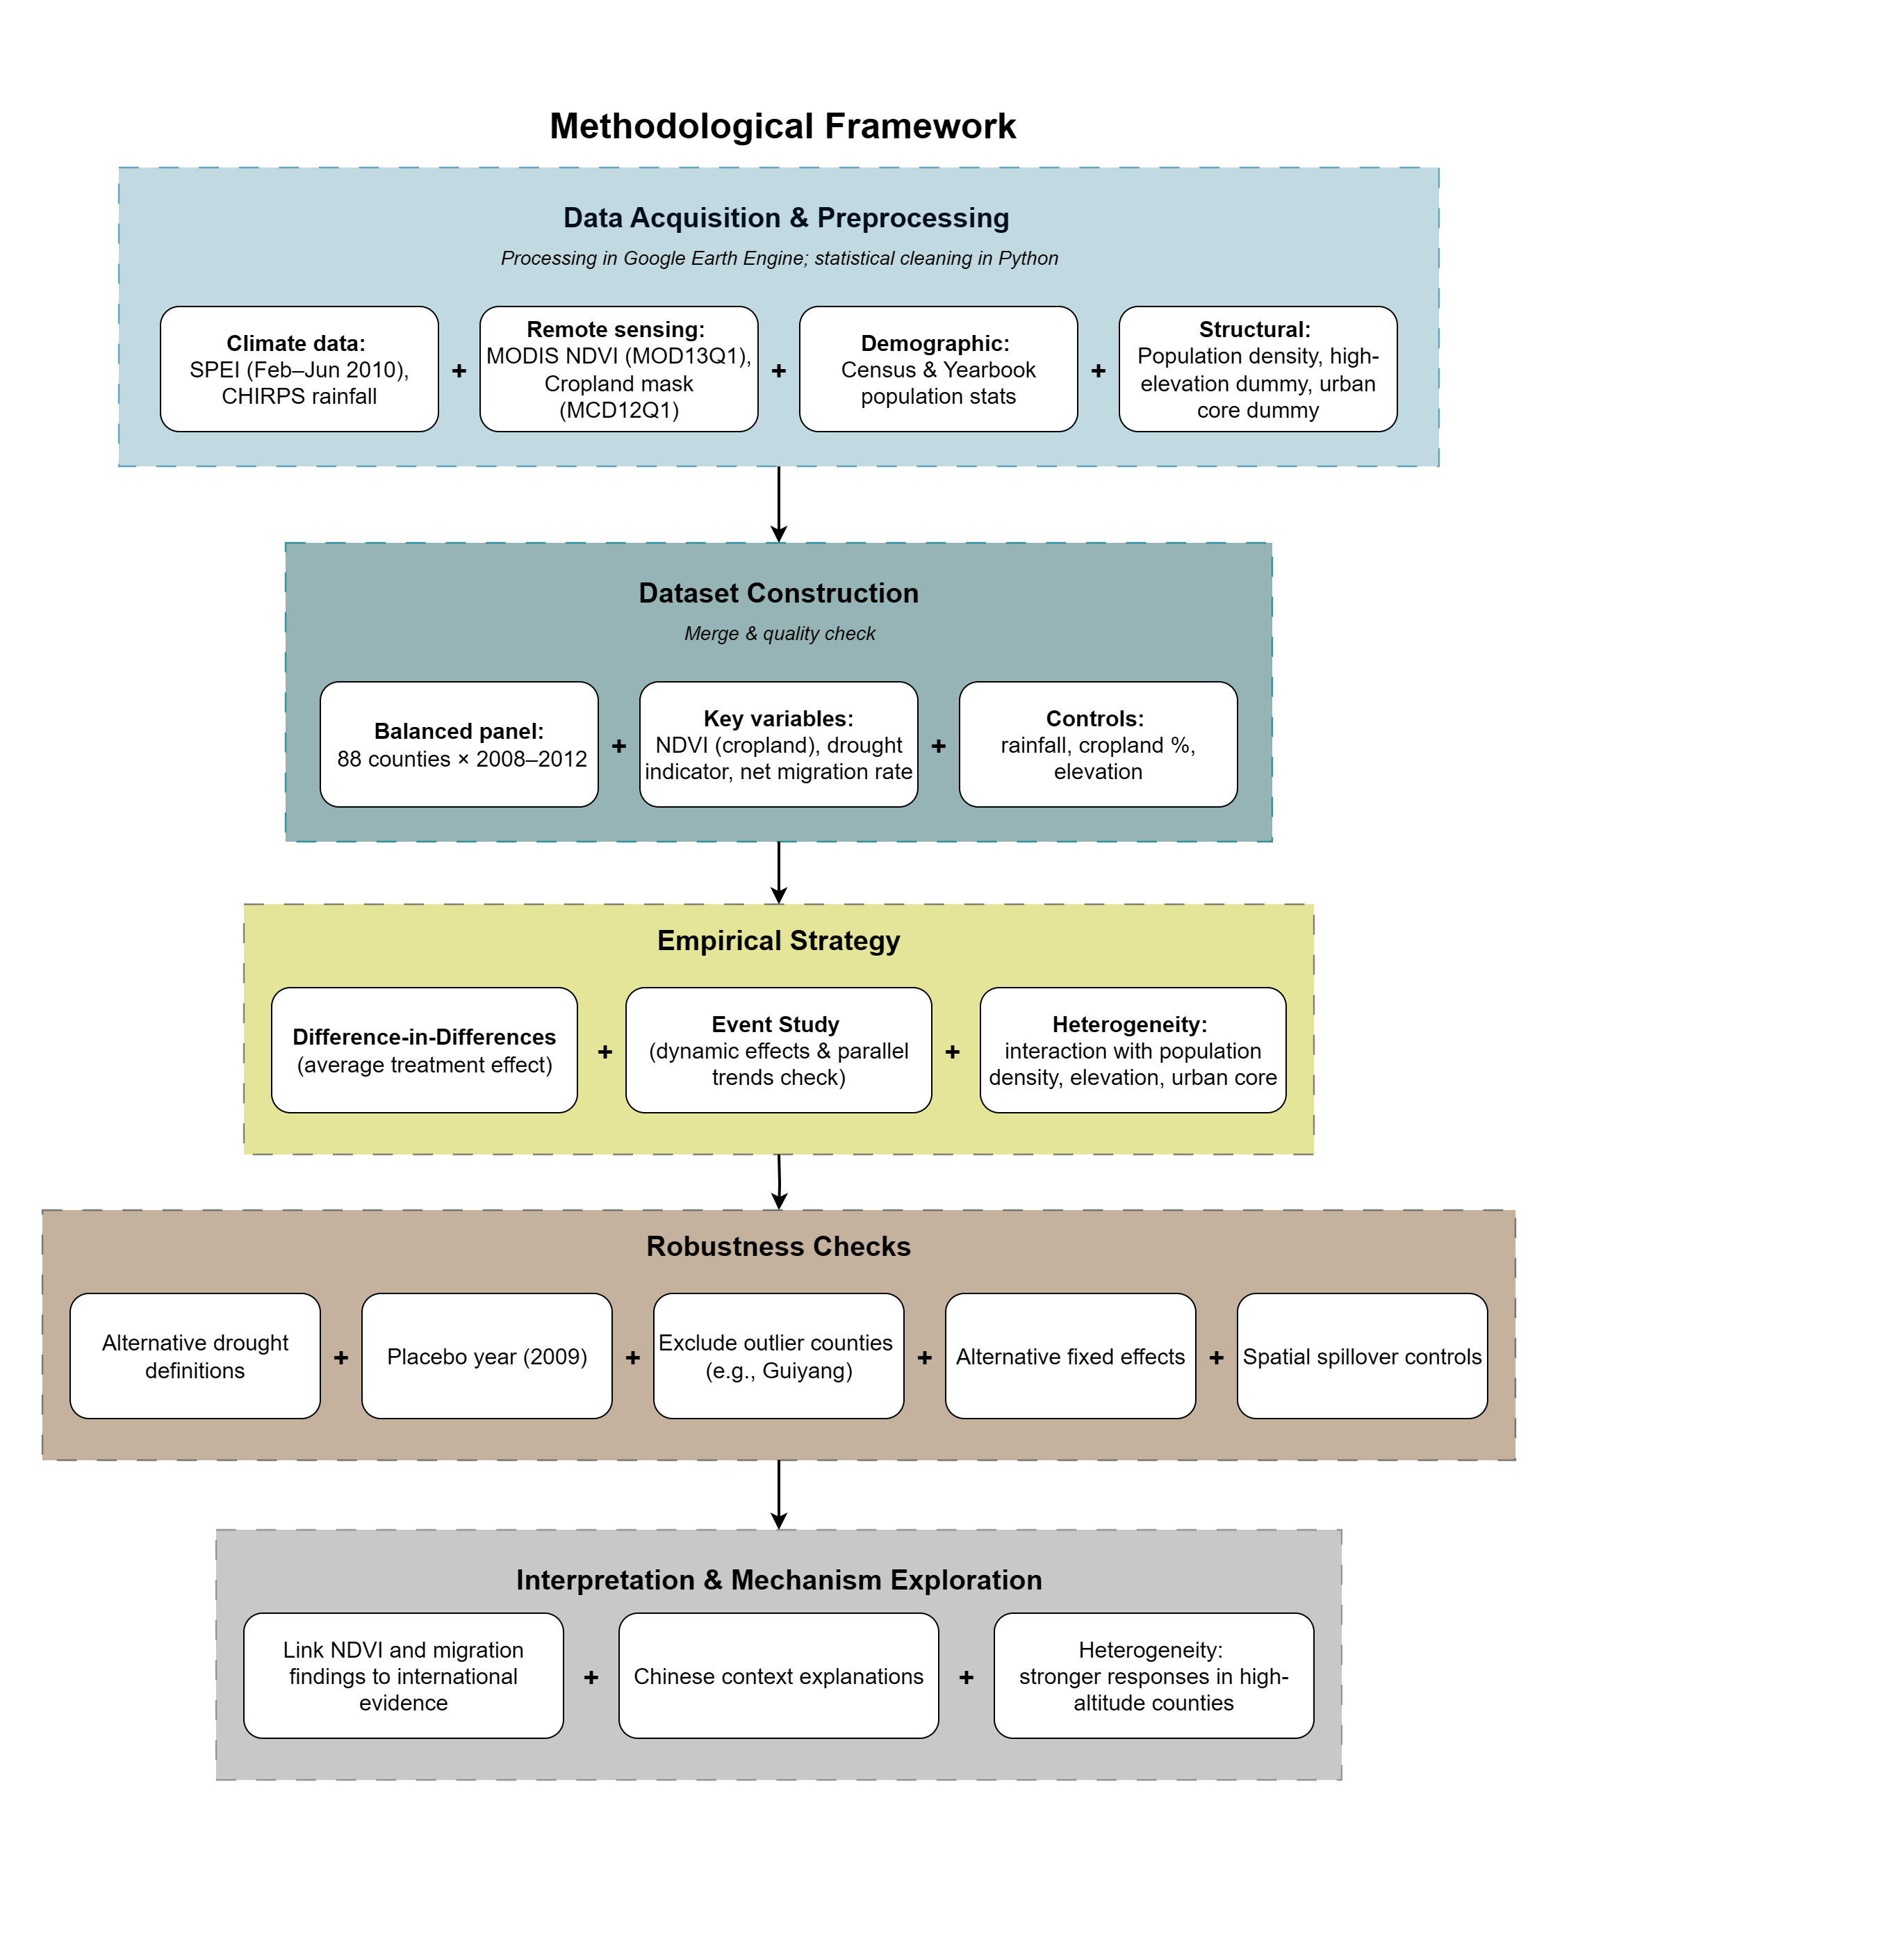 Methodological Framework
Data Acquisition & Preprocessing
Processing in Google Earth Engine; statistical cleaning in Python
Climate data:
SPEI (Feb–Jun 2010),
CHIRPS rainfall
+
Remote sensing:
MODIS NDVI (MOD13Q1),
Cropland mask
(MCD12Q1)
+
Demographic:
Census & Yearbook
population stats
+
Structural:
Population density, high-
elevation dummy, urban
core dummy
Dataset Construction
Merge & quality check
Balanced panel:
88 counties × 2008–2012
+
Key variables:
NDVI (cropland), drought
indicator, net migration rate
+
Controls:
rainfall, cropland %,
elevation
Empirical Strategy
Difference-in-Differences
(average treatment effect)
+
Event Study
(dynamic effects & parallel
trends check)
+
Heterogeneity:
interaction with population
density, elevation, urban core
Robustness Checks
Alternative drought
definitions
+
Placebo year (2009)
+
Exclude outlier counties
(e.g., Guiyang)
+
Alternative fixed effects
+
Spatial spillover controls
Interpretation & Mechanism Exploration
Link NDVI and migration
findings to international
evidence
+
Chinese context explanations
+
Heterogeneity:
stronger responses in high-
altitude counties